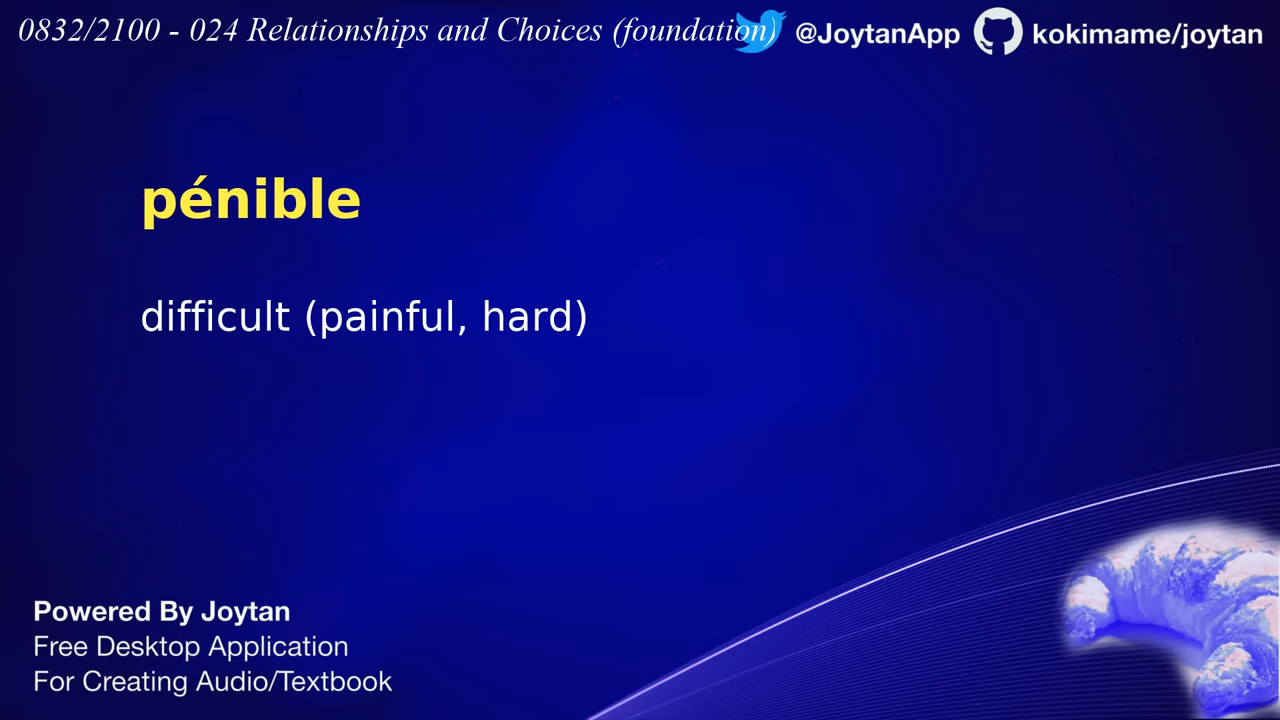 0832/2100 - 024 Relationships and Choices (foundation)
@JoytanApp
kokimame/joytan
pénible
difficult (painful, hard)
Powered By Joytan
Free Desktop Application
For Creating Audio/Textbook